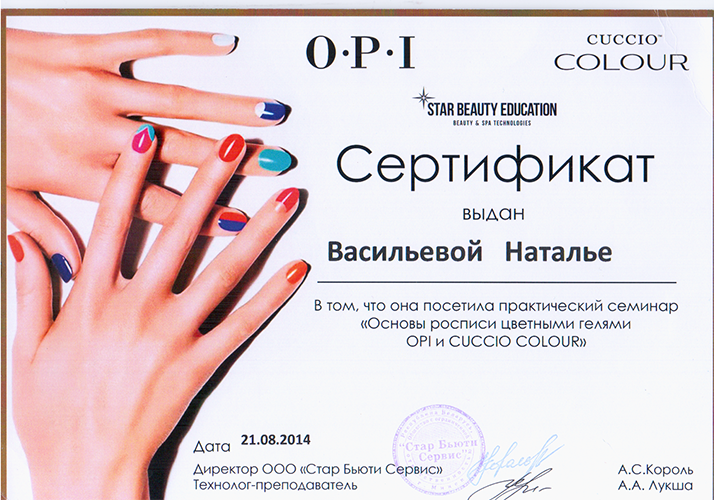 O·P·I
CUCCIO™
COLOUR
STAR BEAUTY EDUCATION
BEAUTY & SPA TECHNOLOGIES
Сертификат
выдан
Васильевой Наталье
В том, что она посетила практический семинар
«Основы росписи цветными гелями
OPI и CUCCIO COLOUR»
Дата 21.08.2014
"Стар Бьюти
Сервис"
Директор ООО «Стар Бьюти Сервис» А.С.Король
Технолог-преподаватель А.А. Лукша